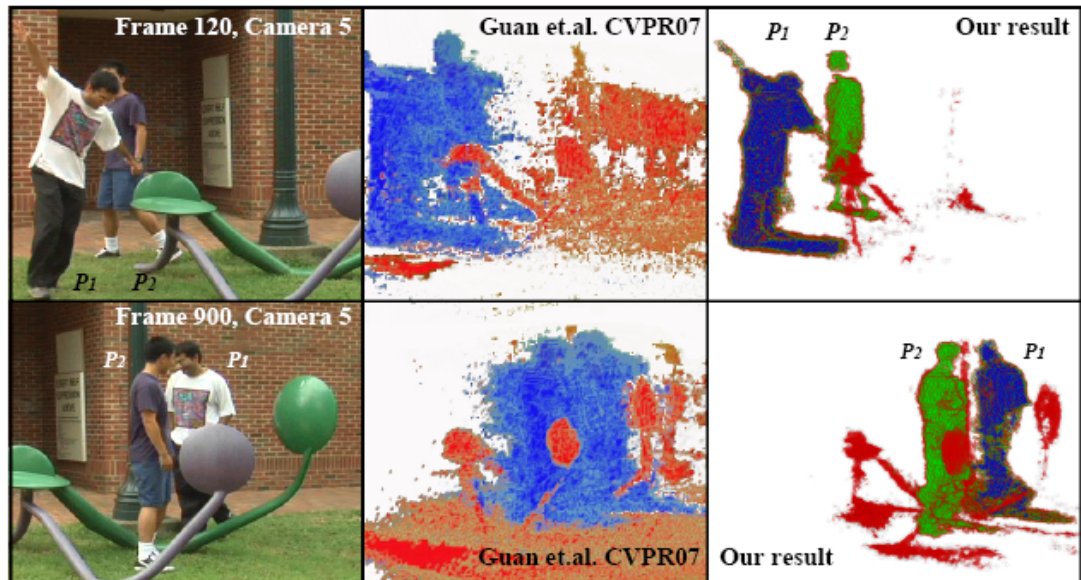 Frame 120, Camera 5
P1 P2
Guan et.al. CVPR07
P1 P2 Our result
Frame 900, Camera 5
P2 P1
Guan et.al. CVPR07
P2 P1
Our result